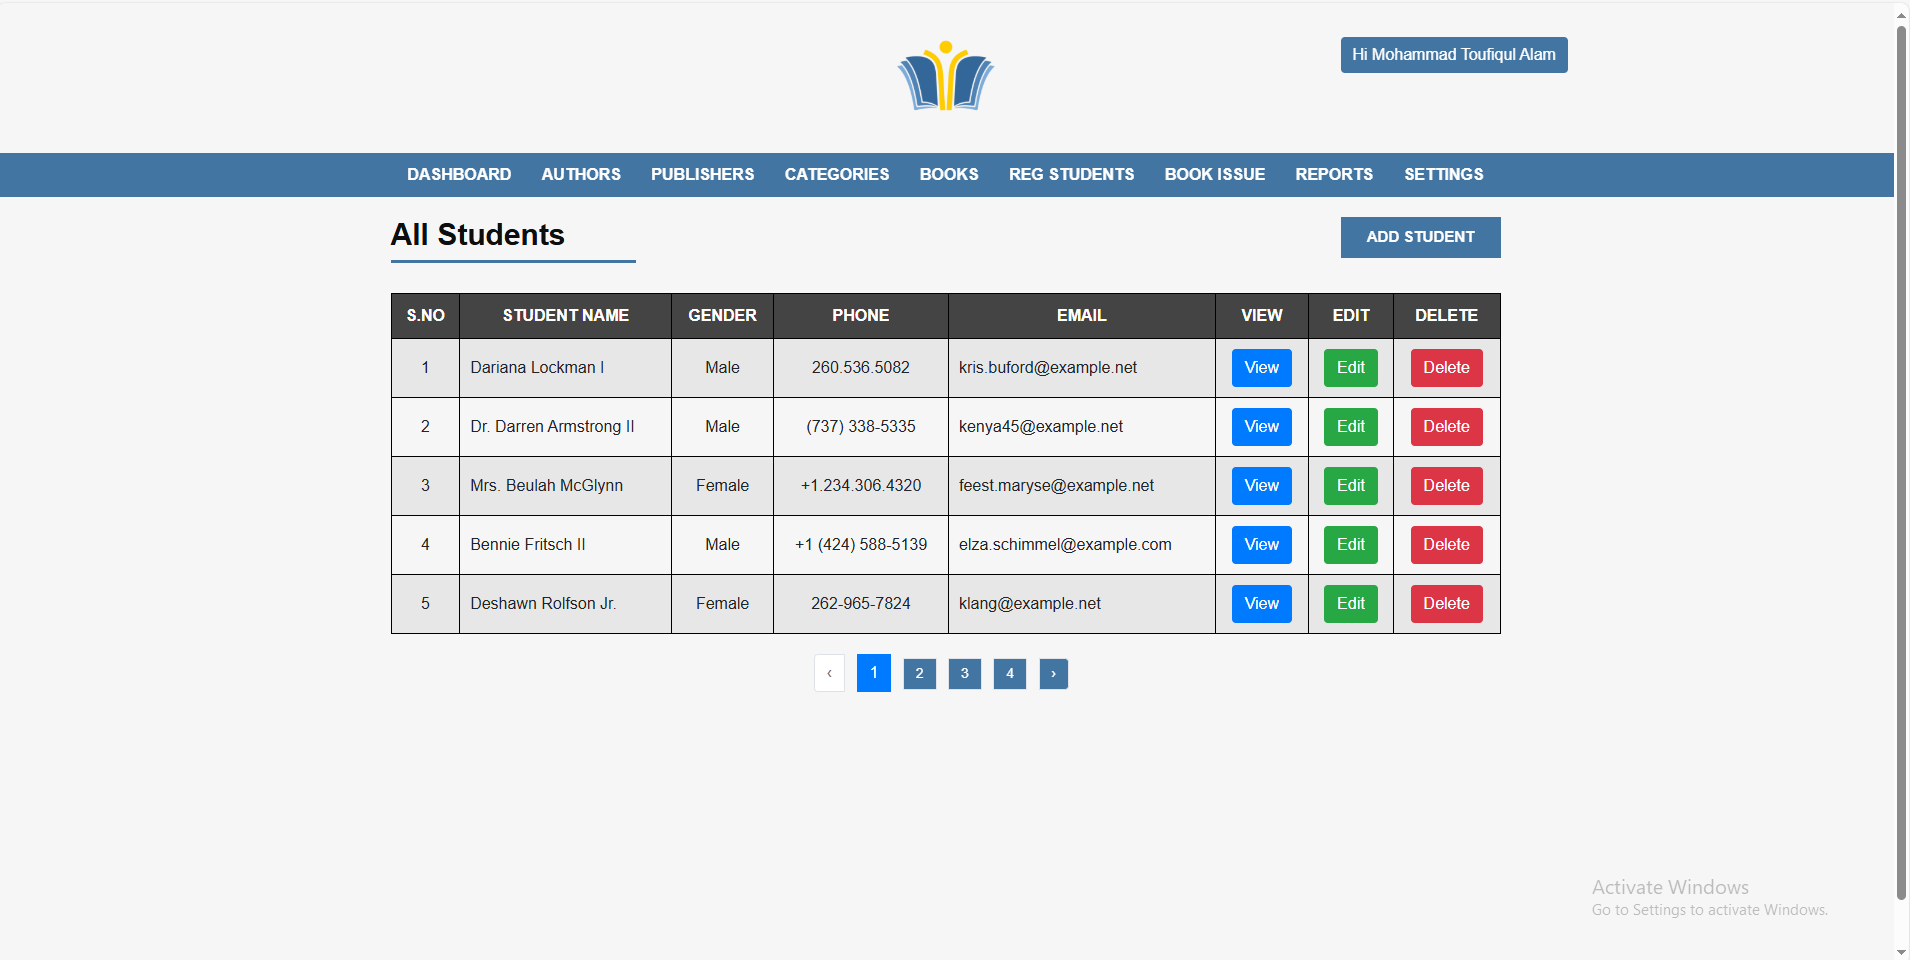 Hi Mohammad Toufiqul Alam
DASHBOARD AUTHORS PUBLISHERS CATEGORIES BOOKS REG STUDENTS BOOK ISSUE REPORTS SETTINGS
All Students
ADD STUDENT
S.NO STUDENT NAME GENDER PHONE EMAIL VIEW EDIT DELETE
1 Dariana Lockman I Male 260.536.5082 kris.buford@example.net View Edit Delete
2 Dr. Darren Armstrong II Male (737) 338-5335 kenya45@example.net View Edit Delete
3 Mrs. Beulah McGlynn Female +1.234.306.4320 feest.maryse@example.net View Edit Delete
4 Bennie Fritsch II Male +1 (424) 588-5139 elza.schimmel@example.com View Edit Delete
5 Deshawn Rolfson Jr. Female 262-965-7824 klang@example.net View Edit Delete
‹ 1 2 3 4 ›
Activate Windows
Go to Settings to activate Windows.